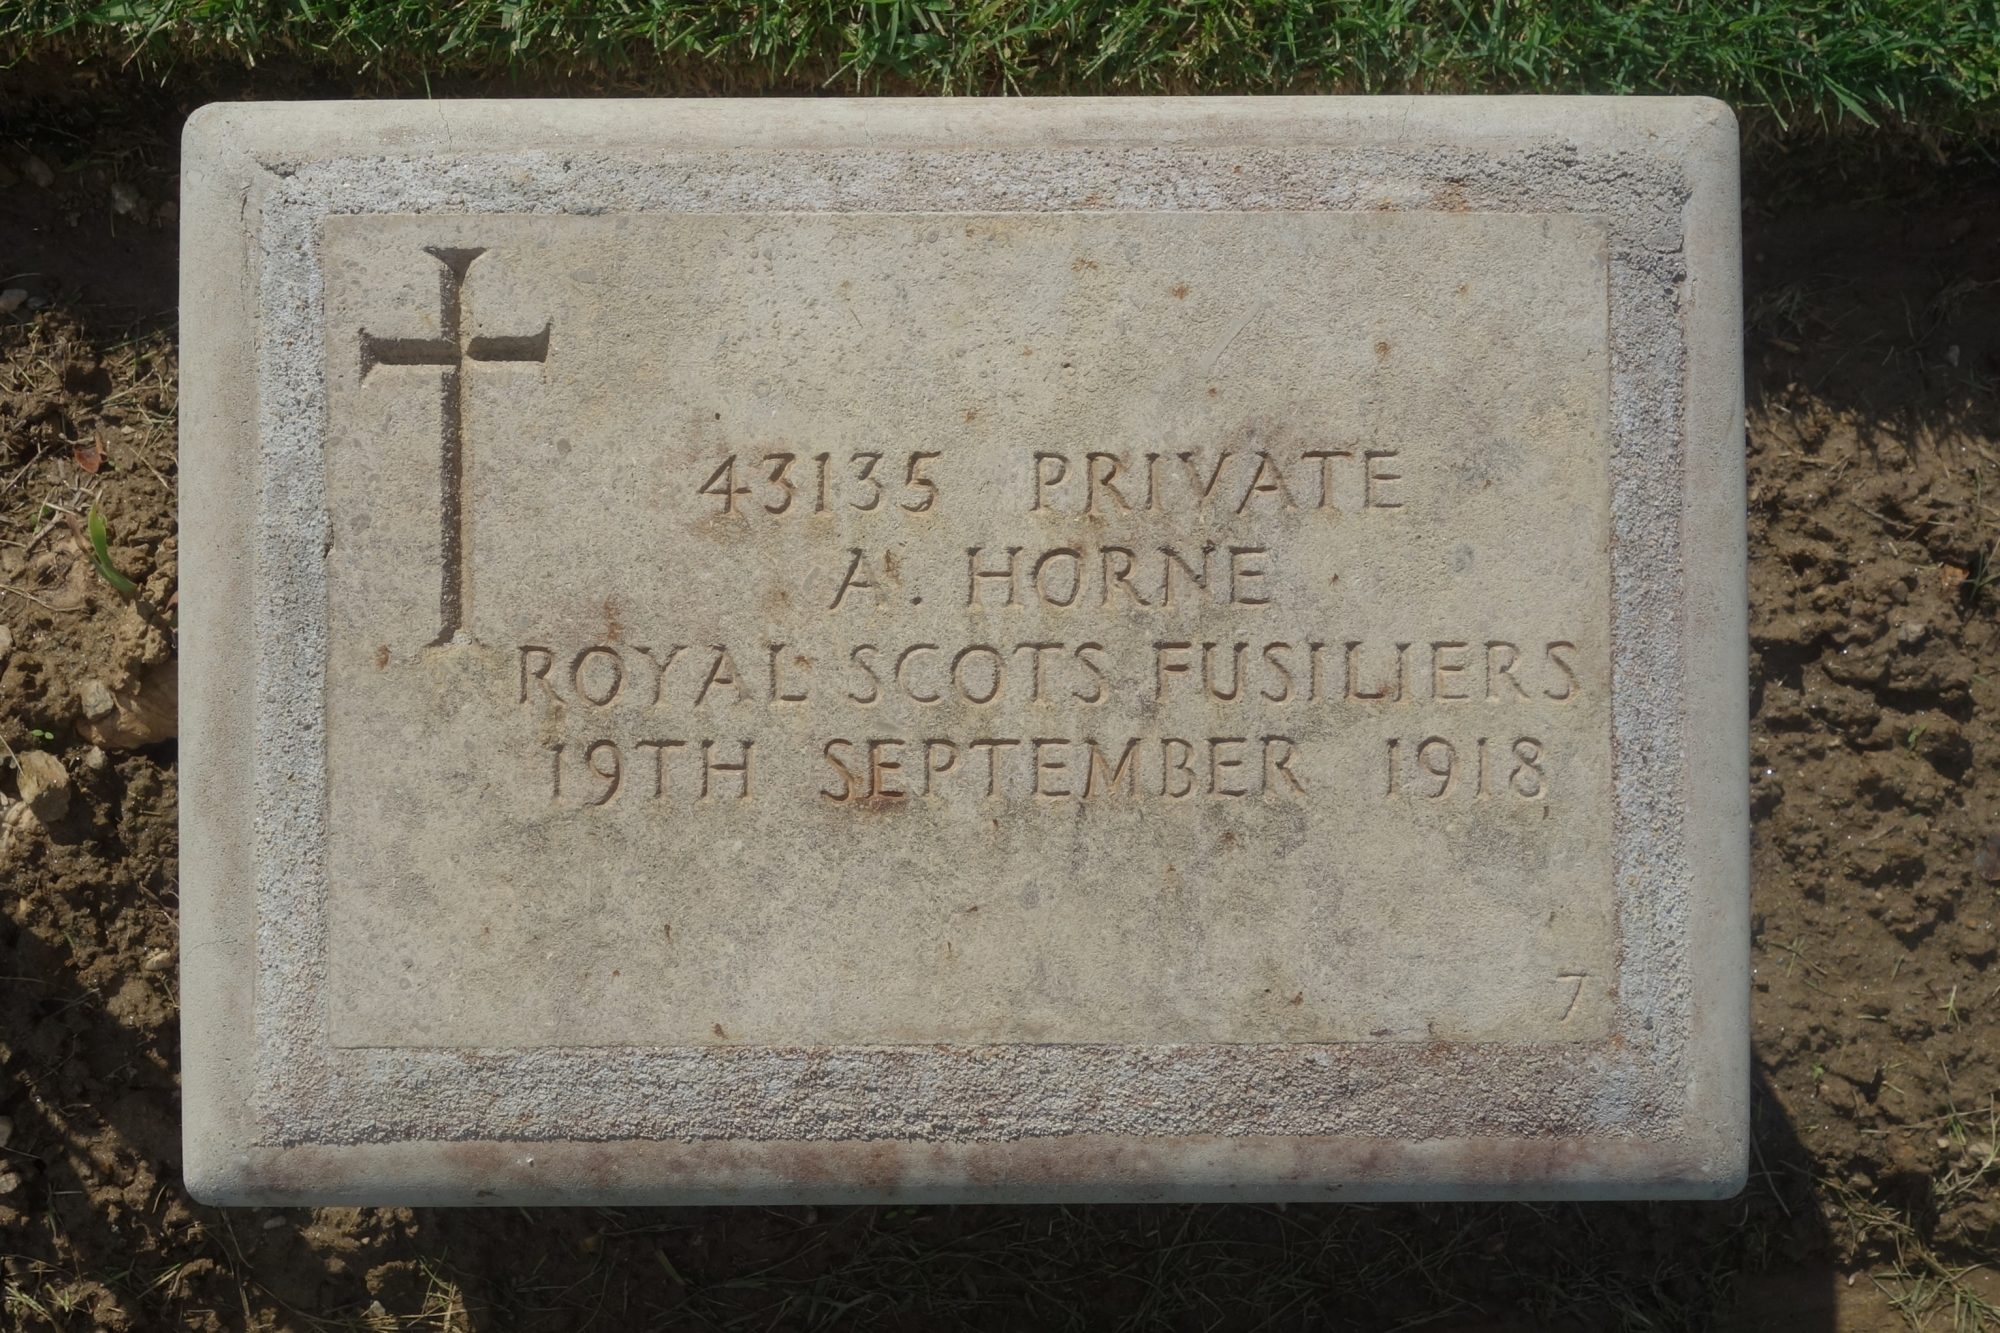 43135 PRIVATE
A. HORNE
ROYAL SCOTS FUSILIERS
19TH SEPTEMBER 1918
7